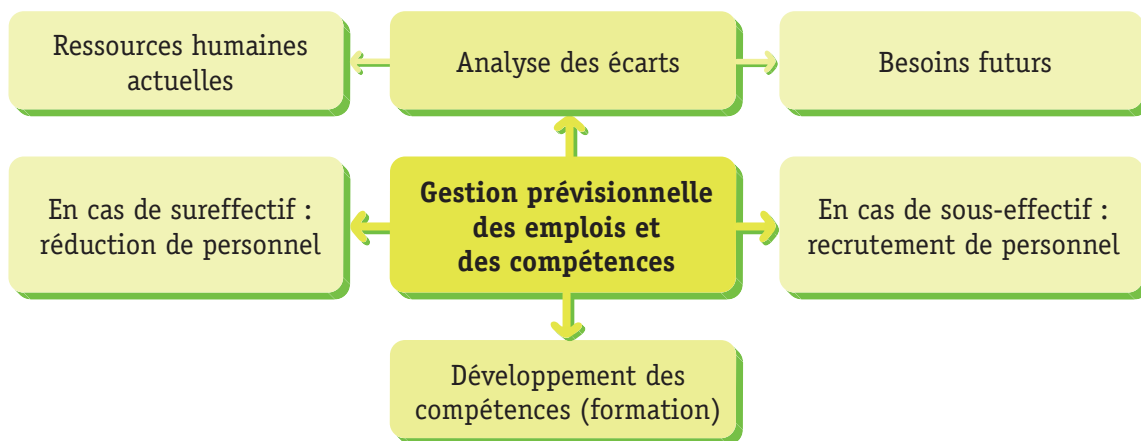 Ressources humaines
actuelles
Analyse des écarts
Besoins futurs
En cas de sureffectif :
réduction de personnel
Gestion prévisionnelle
des emplois et
des compétences
En cas de sous-effectif :
recrutement de personnel
Développement des
compétences (formation)